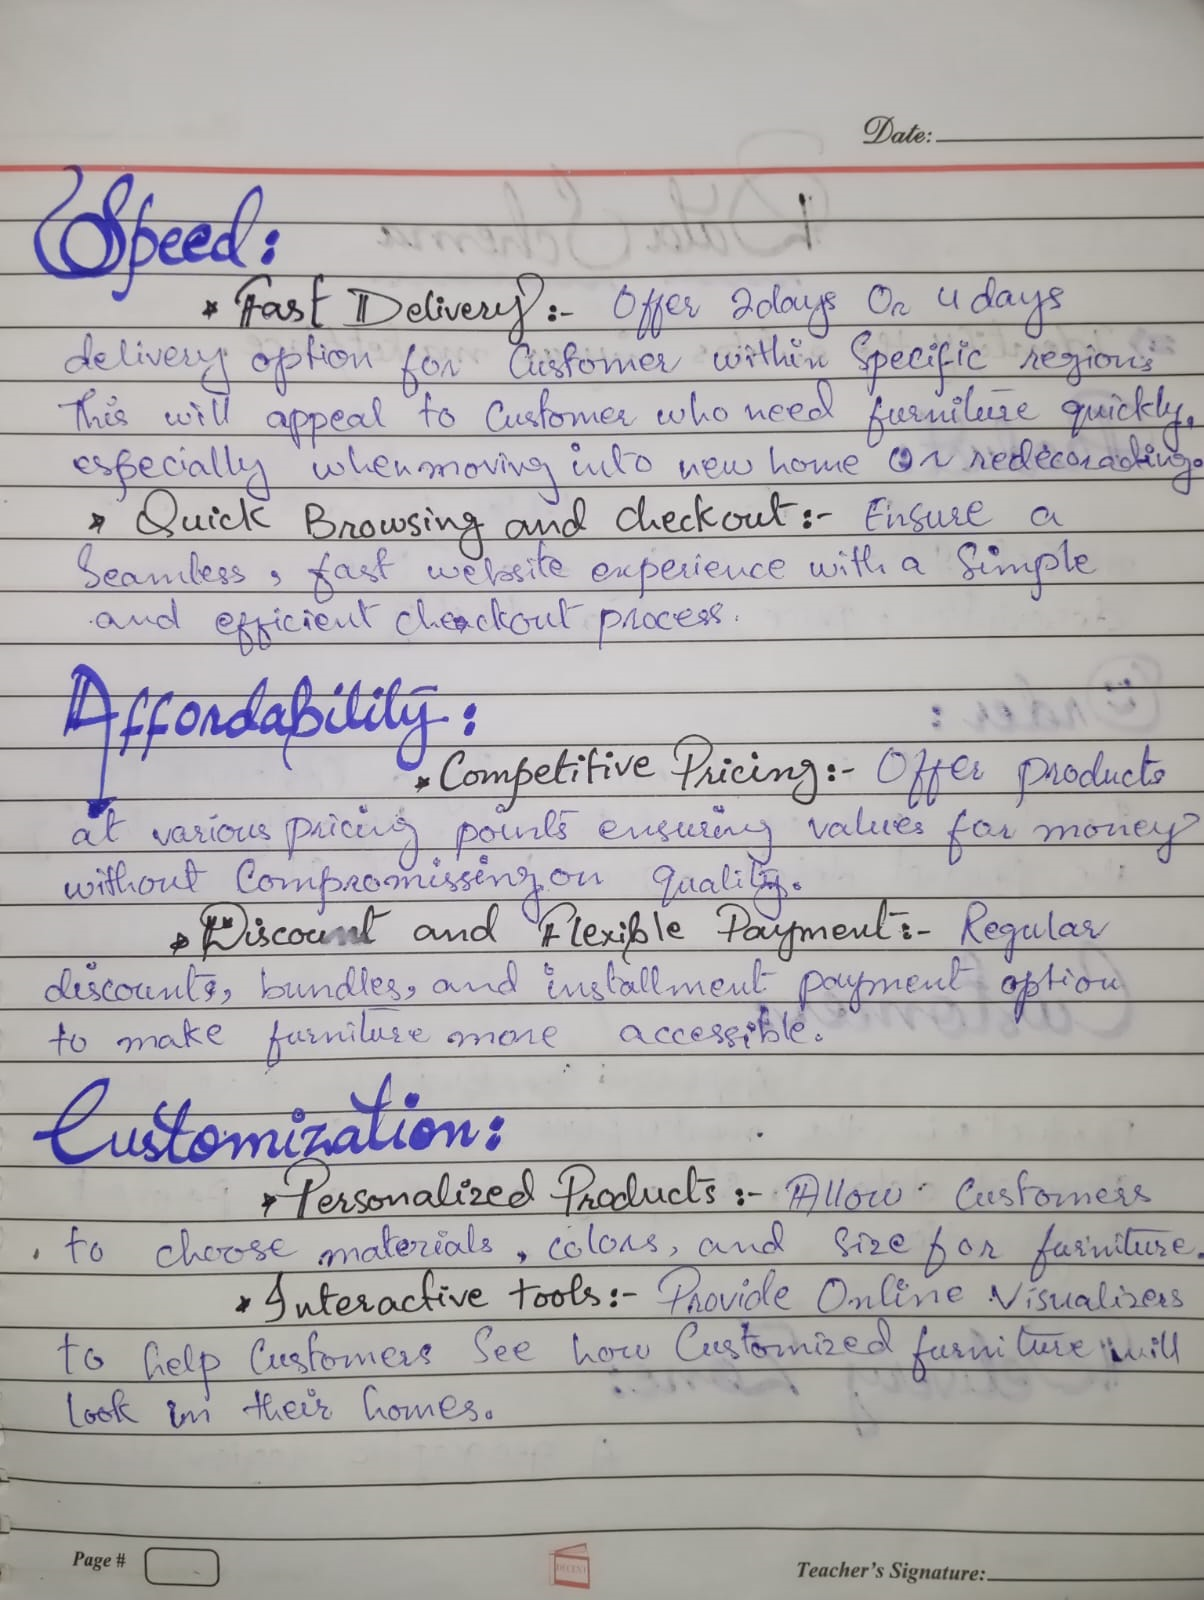 Date:
Speed:
* Fast Delivery:- Offer 2days Or 4 days
delivery option for Customer within Specific regions
This will appeal to Customer who need furniture quickly,
especially when moving into new home Or redecorading.
* Quick Browsing and checkout:- Ensure a
Seamless, fast website experience with a Simple
and efficient checkout process.
Affordability:
* Competitive Pricing:- Offer products
at various pricing points ensuring values for money
without Compromissing on quality.
* Discount and Flexible Payment:- Regular
discounts, bundles, and installment payment option
to make furniture more accessible.
Customization:
* Personalized Products:- Allow Customers
to choose materials, colors, and size for furniture.
* Interactive tools:- Provide Online Visualizers
to help Customers See how Customized furniture will
look in their homes.
Page #
DECENT
Teacher's Signature: